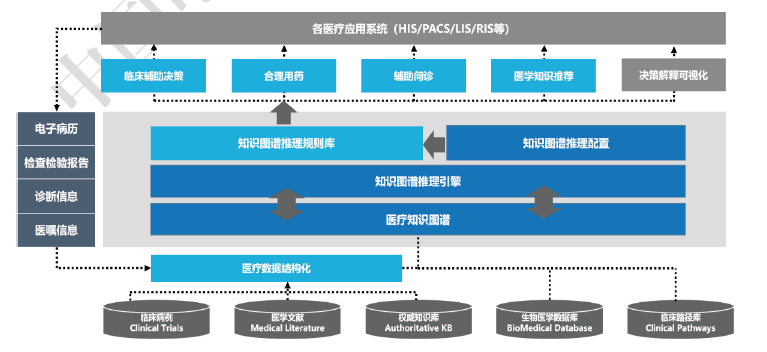 各医疗应用系统（HIS/PACS/LIS/RIS等）
临床辅助决策
合理用药
辅助问诊
医学知识推荐
决策解释可视化
电子病历
检查检验报告
诊断信息
医嘱信息
知识图谱推理规则库
知识图谱推理配置
知识图谱推理引擎
医疗知识图谱
医疗数据结构化
临床病例
Clinical Trials
医学文献
Medical Literature
权威知识库
Authoritative KB
生物医学数据库
BioMedical Database
临床路径库
Clinical Pathways